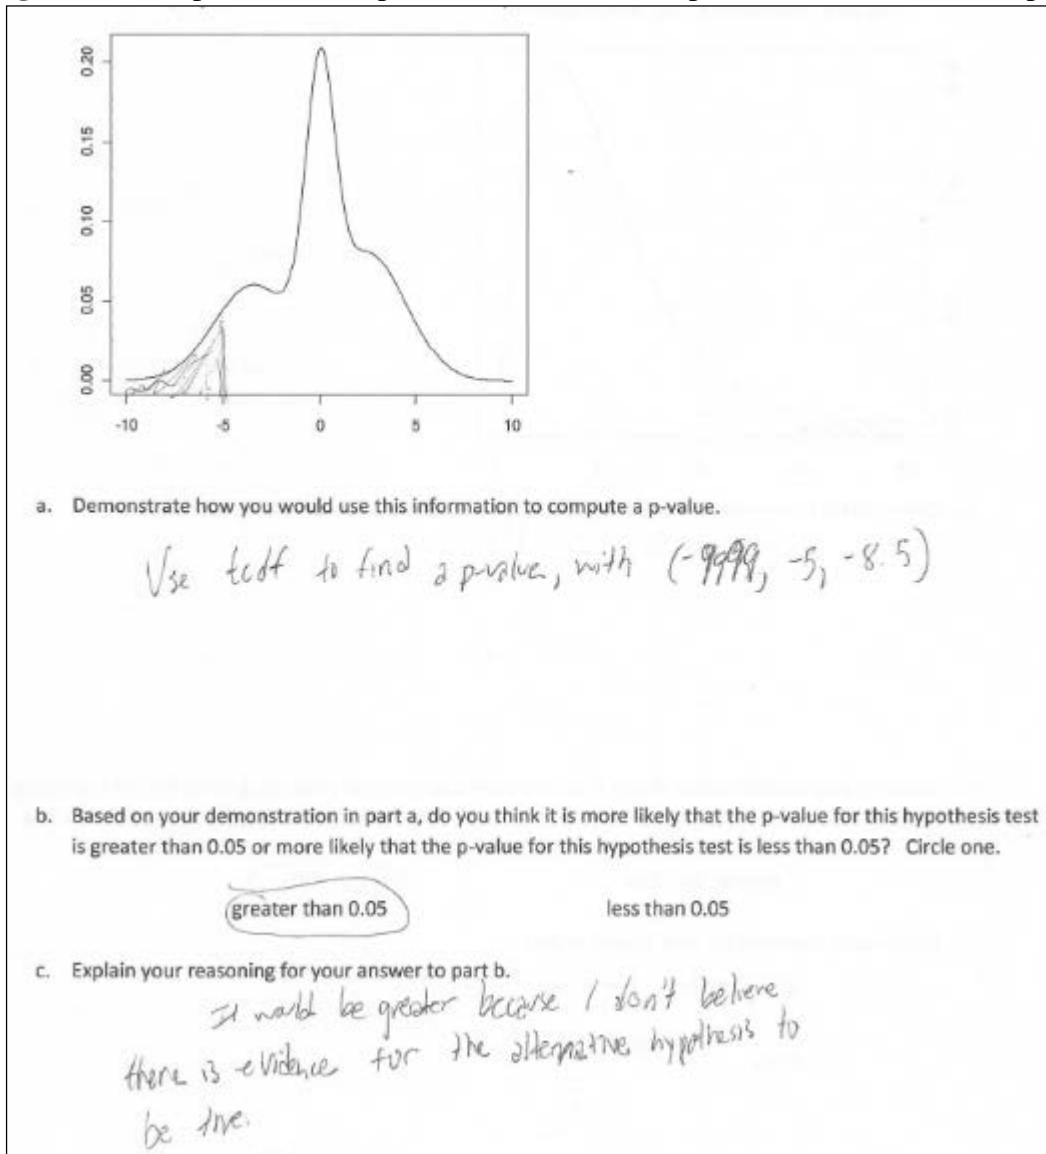 0.20
0.15
0.10
0.05
0.00
-10 -5 0 5 10
a. Demonstrate how you would use this information to compute a p-value.
Use tcdf to find a p-value, with (-9999, -5, -8.5)
b. Based on your demonstration in part a, do you think it is more likely that the p-value for this hypothesis test
is greater than 0.05 or more likely that the p-value for this hypothesis test is less than 0.05? Circle one.
greater than 0.05 less than 0.05
c. Explain your reasoning for your answer to part b.
It would be greater because I don't believe
there is evidence for the alternative hypothesis to
be true.